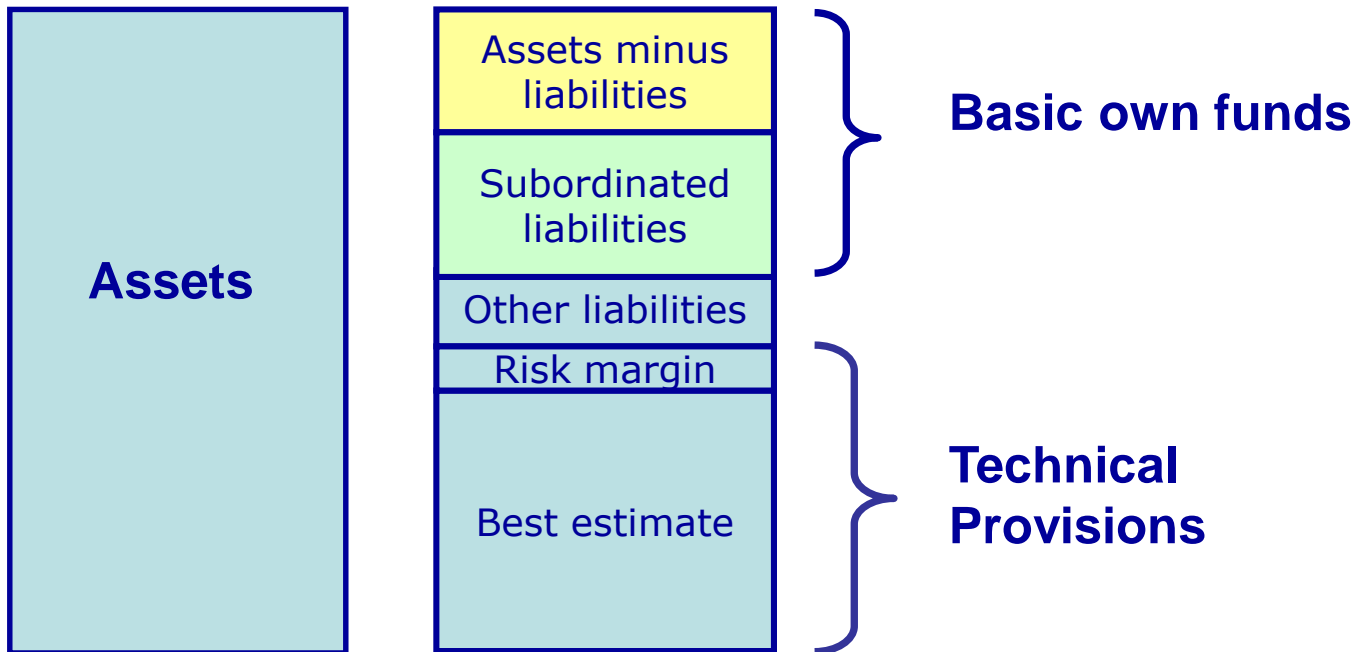 Assets
Assets minus
liabilities
Subordinated
liabilities
Other liabilities
Risk margin
Best estimate
Basic own funds
Technical
Provisions